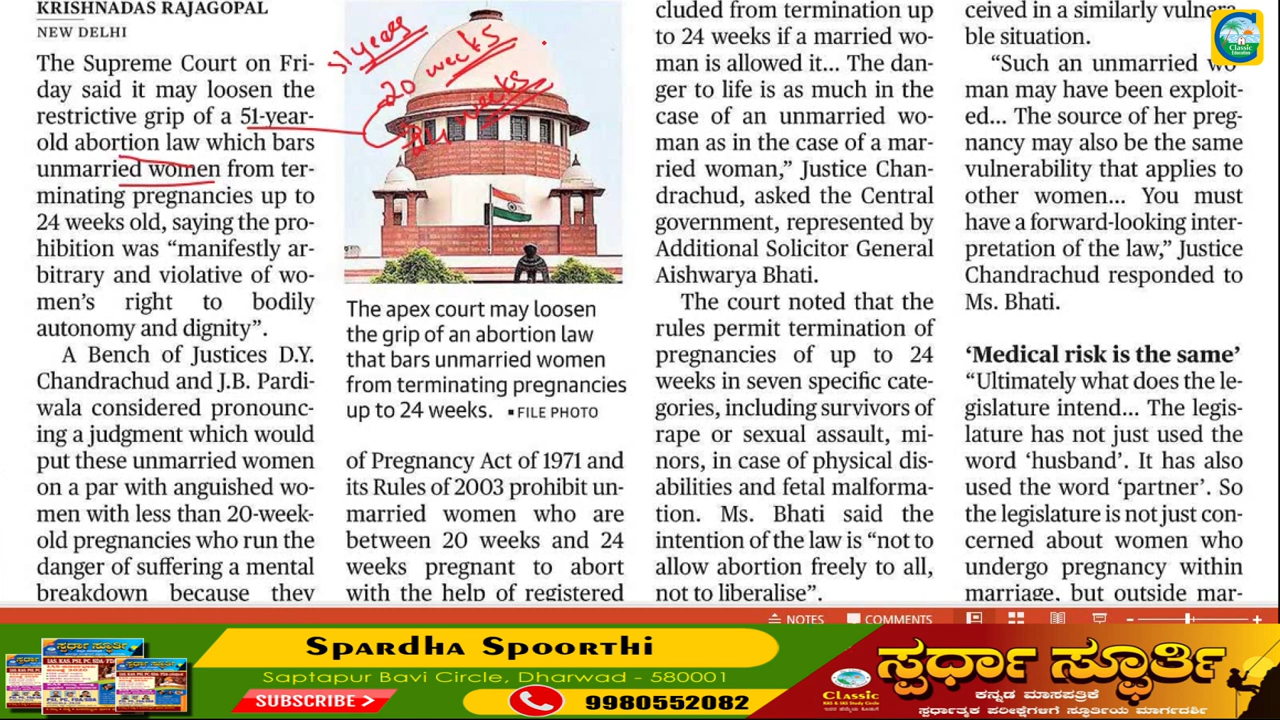 KRISHNADAS RAJAGOPAL
NEW DELHI
The Supreme Court on Fri-
day said it may loosen the
restrictive grip of a 51-year-
old abortion law which bars
unmarried women from ter-
minating pregnancies up to
24 weeks old, saying the pro-
hibition was “manifestly ar-
bitrary and violative of wo-
men’s right to bodily
autonomy and dignity”.
A Bench of Justices D.Y.
Chandrachud and J.B. Pardi-
wala considered pronounc-
ing a judgment which would
put these unmarried women
on a par with anguished wo-
men with less than 20-week-
old pregnancies who run the
danger of suffering a mental
breakdown because they
51 years
20 weeks
24 weeks
The apex court may loosen
the grip of an abortion law
that bars unmarried women
from terminating pregnancies
up to 24 weeks. ▪FILE PHOTO
of Pregnancy Act of 1971 and
its Rules of 2003 prohibit un-
married women who are
between 20 weeks and 24
weeks pregnant to abort
with the help of registered
cluded from termination up
to 24 weeks if a married wo-
man is allowed it... The dan-
ger to life is as much in the
case of an unmarried wo-
man as in the case of a mar-
ried woman,” Justice Chan-
drachud, asked the Central
government, represented by
Additional Solicitor General
Aishwarya Bhati.
The court noted that the
rules permit termination of
pregnancies of up to 24
weeks in seven specific cate-
gories, including survivors of
rape or sexual assault, mi-
nors, in case of physical dis-
abilities and fetal malforma-
tion. Ms. Bhati said the
intention of the law is “not to
allow abortion freely to all,
not to liberalise”.
ceived in a similarly vulnera-
ble situation.
“Such an unmarried wo-
man may have been exploit-
ed... The source of her preg-
nancy may also be the same
vulnerability that applies to
other women... You must
have a forward-looking inter-
pretation of the law,” Justice
Chandrachud responded to
Ms. Bhati.
‘Medical risk is the same’
“Ultimately what does the le-
gislature intend... The legis-
lature has not just used the
word ‘husband’. It has also
used the word ‘partner’. So
the legislature is not just con-
cerned about women who
undergo pregnancy within
marriage, but outside mar-
Classic
Education
NOTES
COMMENTS
Spardha Spoorthi
Saptapur Bavi Circle, Dharwad - 580001
SUBSCRIBE
9980552082
Classic
ಸ್ಪರ್ಧಾ ಸ್ಫೂರ್ತಿ
ಕನ್ನಡ ಮಾಸಪತ್ರಿಕೆ
ಸ್ಪರ್ಧಾತ್ಮಕ ಪರೀಕ್ಷೆಗಳಿಗೆ ಸ್ಫೂರ್ತಿಯ ಮಾರ್ಗದರ್ಶಿ